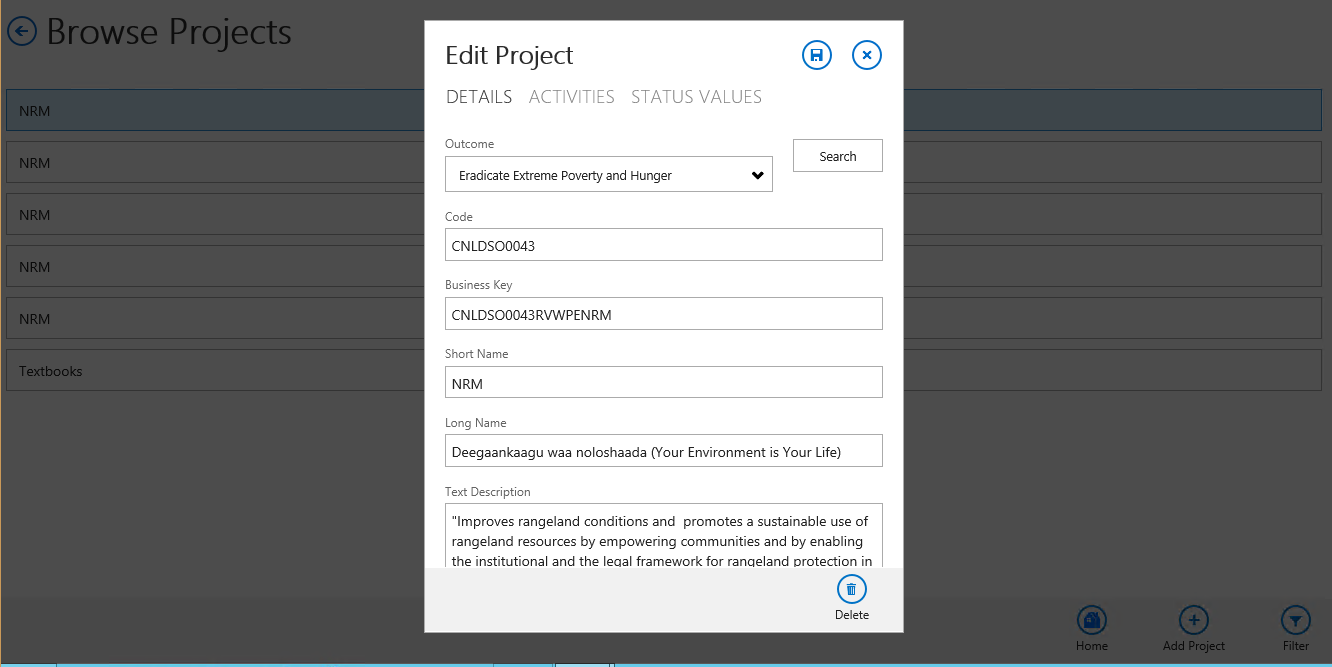 Browse Projects
NRM
NRM
NRM
NRM
NRM
Textbooks
Edit Project
DETAILS ACTIVITIES STATUS VALUES
Outcome
Eradicate Extreme Poverty and Hunger
Search
Code
CNLDSO0043
Business Key
CNLDSO0043RVWPENRM
Short Name
NRM
Long Name
Deegaankaagu waa noloshaada (Your Environment is Your Life)
Text Description
"Improves rangeland conditions and  promotes a sustainable use of
rangeland resources by empowering communities and by enabling
the institutional and the legal framework for rangeland protection in
Delete
Home
Add Project
Filter